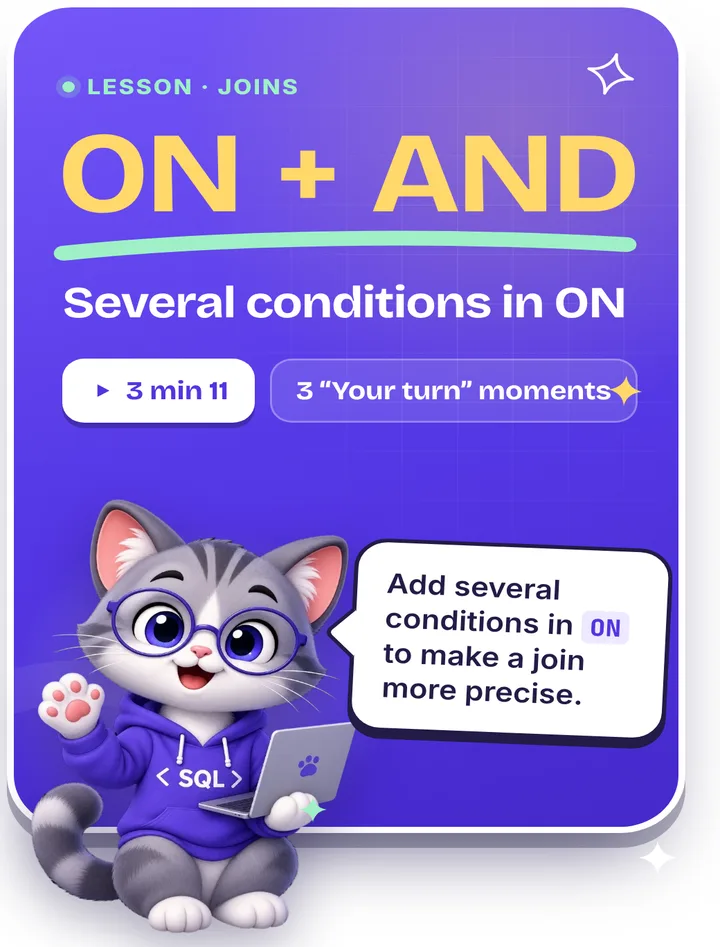 LESSON · JOINS
ON + AND
Several conditions in ON
3 min 11
3 “Your turn” moments
Add several
conditions in ON
to make a join
more precise.
< SQL >